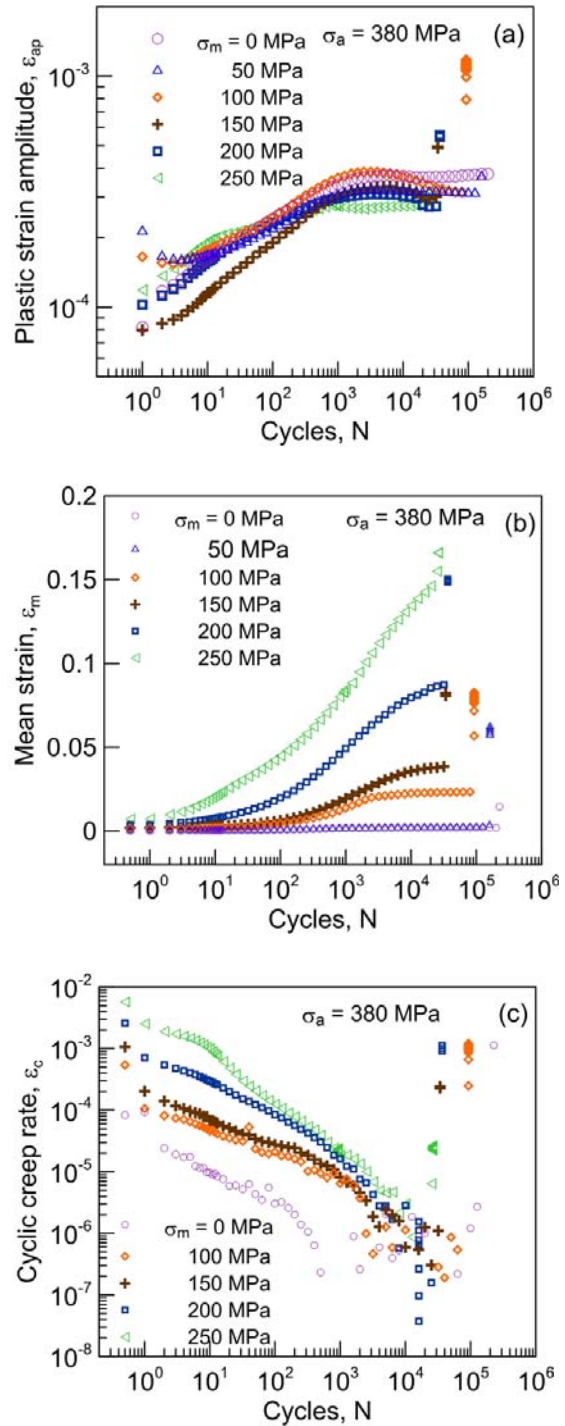 σm = 0 MPa σa = 380 MPa (a)
50 MPa
100 MPa
150 MPa
200 MPa
250 MPa
Plastic strain amplitude, εap
10⁻³
10⁻⁴
10⁰ 10¹ 10² 10³ 10⁴ 10⁵ 10⁶
Cycles, N
σm = 0 MPa σa = 380 MPa (b)
50 MPa
100 MPa
150 MPa
200 MPa
250 MPa
Mean strain, εm
0.2
0.15
0.1
0.05
0
10⁰ 10¹ 10² 10³ 10⁴ 10⁵ 10⁶
Cycles, N
σa = 380 MPa (c)
Cyclic creep rate, εc
10⁻²
10⁻³
10⁻⁴
10⁻⁵
10⁻⁶
10⁻⁷
10⁻⁸
σm = 0 MPa
100 MPa
150 MPa
200 MPa
250 MPa
10⁰ 10¹ 10² 10³ 10⁴ 10⁵ 10⁶
Cycles, N